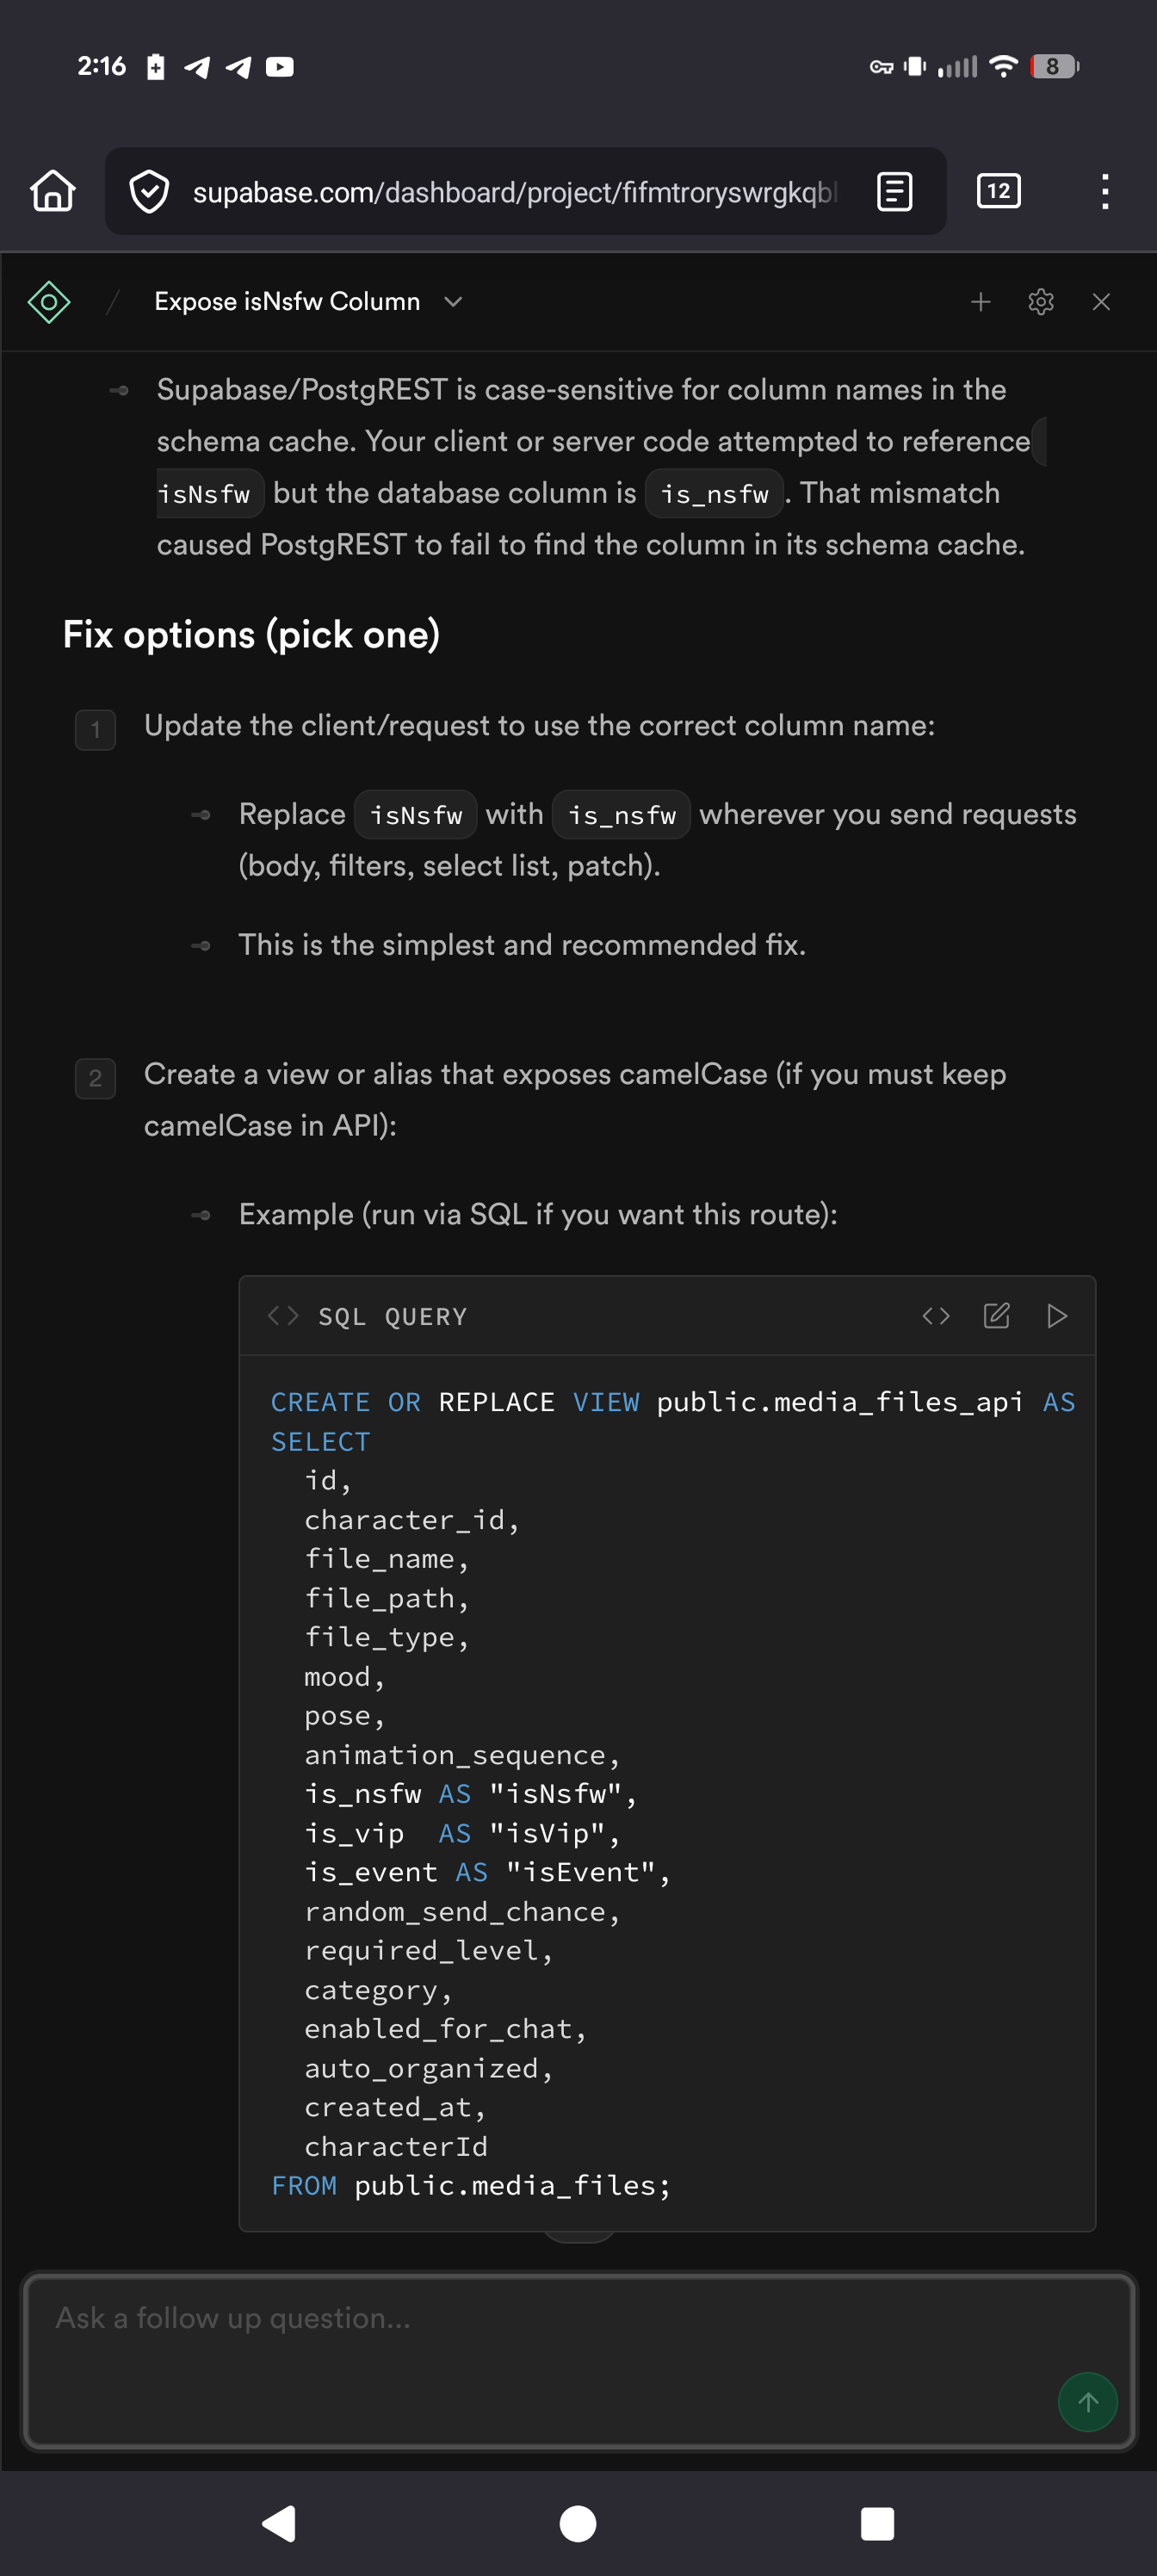 2:16
8
supabase.com/dashboard/project/fifmtroryswrgkqbl
12
/ Expose isNsfw Column
Supabase/PostgREST is case-sensitive for column names in the
schema cache. Your client or server code attempted to reference
isNsfw but the database column is is_nsfw. That mismatch
caused PostgREST to fail to find the column in its schema cache.
Fix options (pick one)
1 Update the client/request to use the correct column name:
Replace isNsfw with is_nsfw wherever you send requests
(body, filters, select list, patch).
This is the simplest and recommended fix.
2 Create a view or alias that exposes camelCase (if you must keep
camelCase in API):
Example (run via SQL if you want this route):
SQL QUERY
CREATE OR REPLACE VIEW public.media_files_api AS
SELECT
id,
character_id,
file_name,
file_path,
file_type,
mood,
pose,
animation_sequence,
is_nsfw AS "isNsfw",
is_vip  AS "isVip",
is_event AS "isEvent",
random_send_chance,
required_level,
category,
enabled_for_chat,
auto_organized,
created_at,
characterId
FROM public.media_files;
Ask a follow up question...